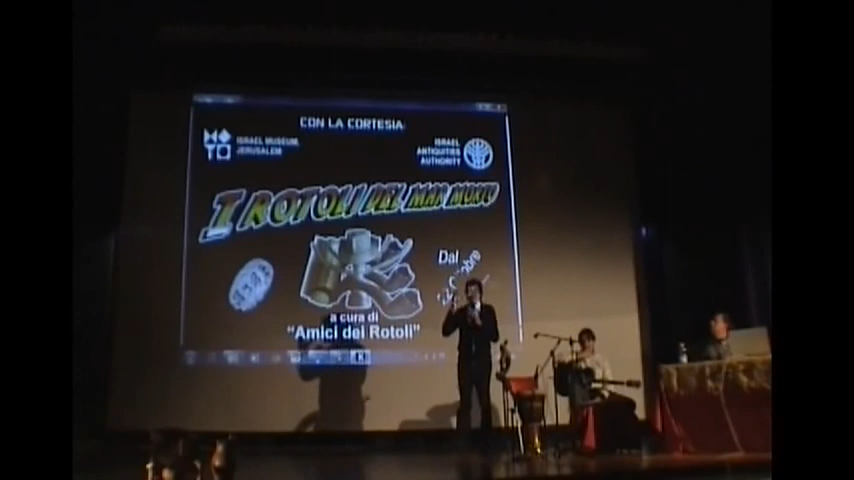 CON LA CORTESIA
ISRAEL MUSEUM,
JERUSALEM
ISRAEL
ANTIQUITIES
AUTHORITY
I ROTOLI DEL MAR MORTO
Dal
a cura di
"Amici dei Rotoli"